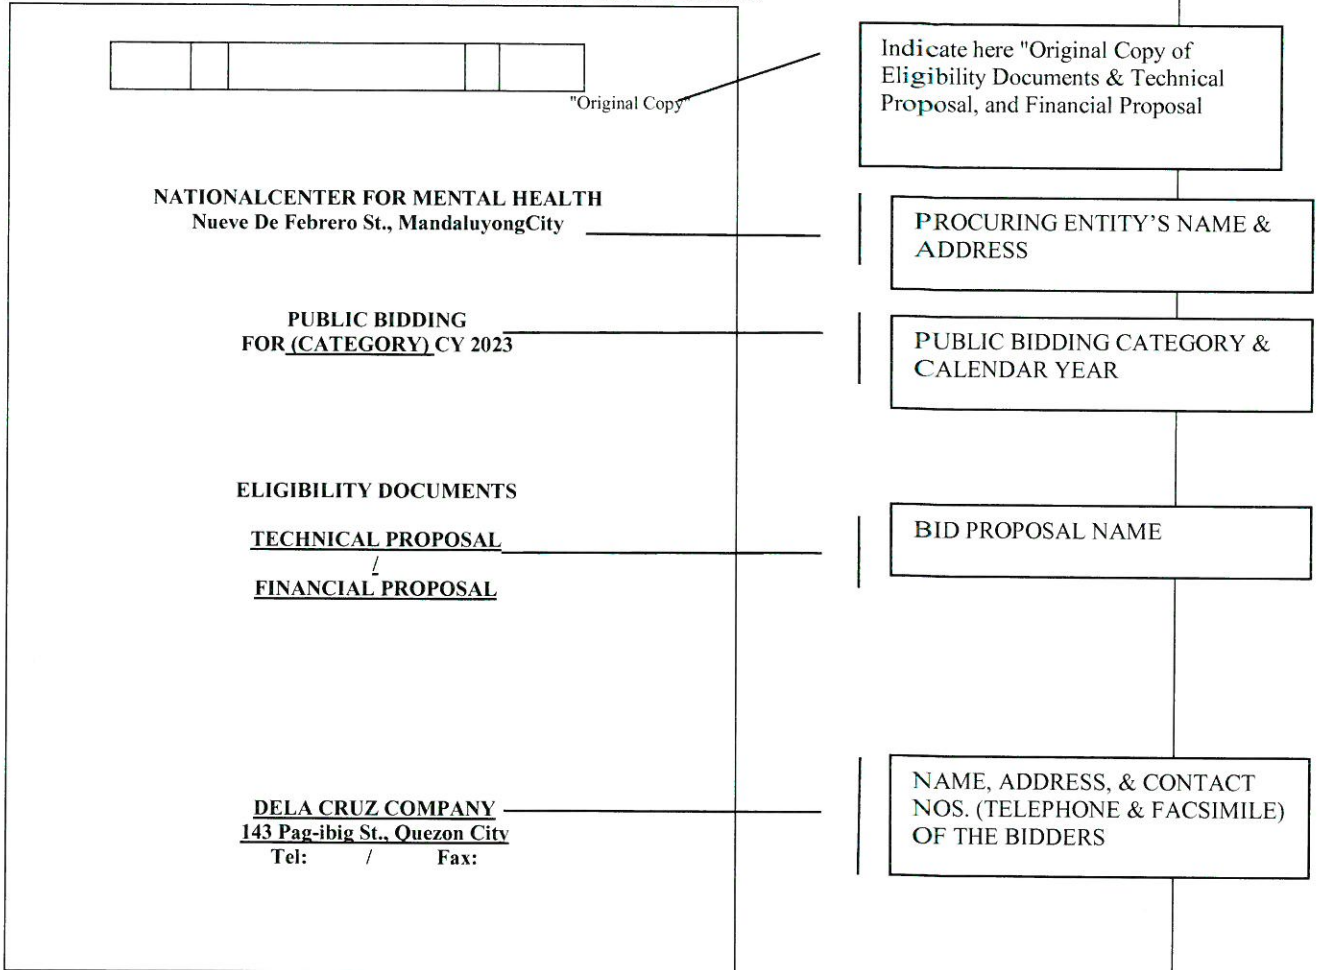 "Original Copy"
Indicate here "Original Copy of
Eligibility Documents & Technical
Proposal, and Financial Proposal
NATIONALCENTER FOR MENTAL HEALTH
Nueve De Febrero St., MandaluyongCity
PROCURING ENTITY'S NAME &
ADDRESS
PUBLIC BIDDING
FOR (CATEGORY) CY 2023
PUBLIC BIDDING CATEGORY &
CALENDAR YEAR
ELIGIBILITY DOCUMENTS
TECHNICAL PROPOSAL
/
FINANCIAL PROPOSAL
BID PROPOSAL NAME
DELA CRUZ COMPANY
143 Pag-ibig St., Quezon City
Tel: / Fax:
NAME, ADDRESS, & CONTACT
NOS. (TELEPHONE & FACSIMILE)
OF THE BIDDERS